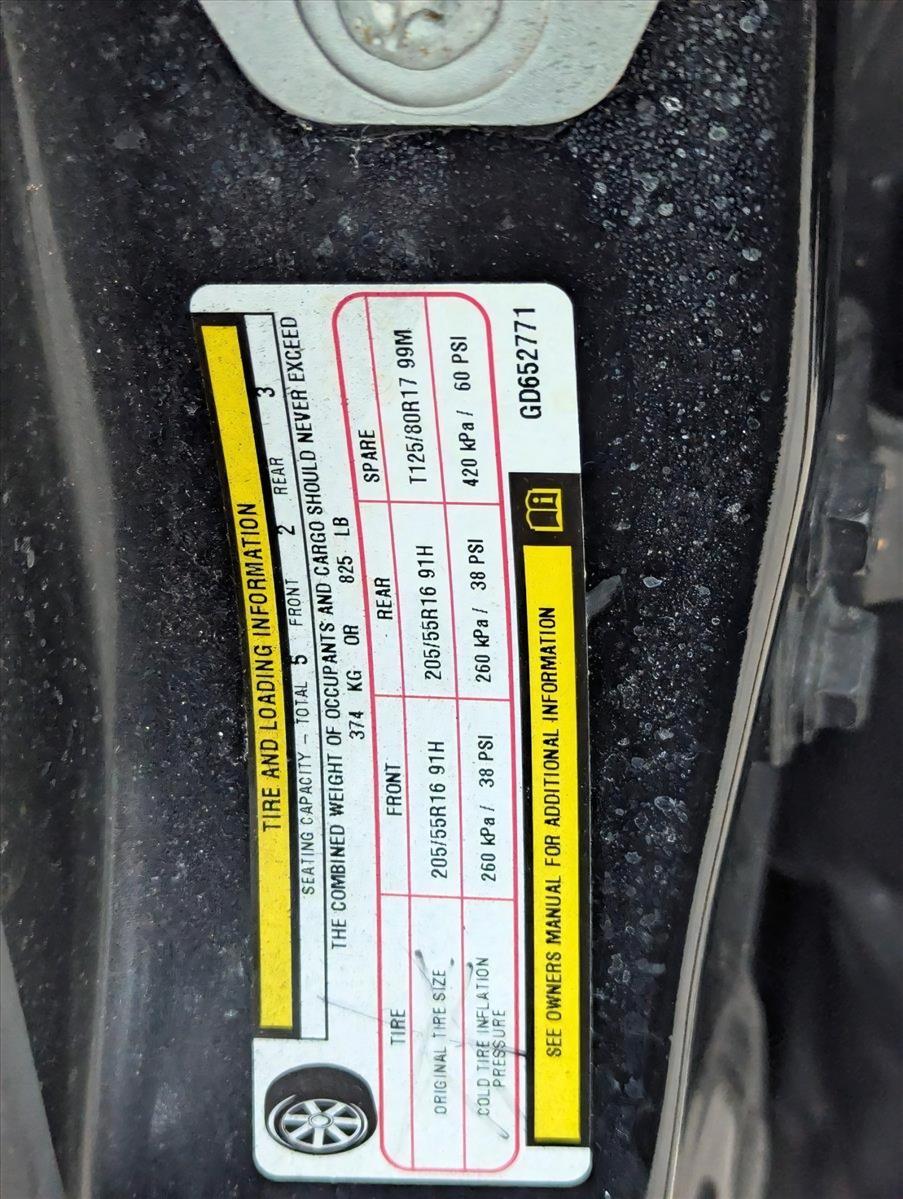 TIRE AND LOADING INFORMATION
SEATING CAPACITY - TOTAL 5 FRONT 2 REAR 3
THE COMBINED WEIGHT OF OCCUPANTS AND CARGO SHOULD NEVER EXCEED
374 KG OR 825 LB
TIRE FRONT REAR SPARE
ORIGINAL TIRE SIZE 205/55R16 91H 205/55R16 91H T125/80R17 99M
COLD TIRE INFLATION PRESSURE 260 kPa / 38 PSI 260 kPa / 38 PSI 420 kPa / 60 PSI
SEE OWNERS MANUAL FOR ADDITIONAL INFORMATION
GD652771